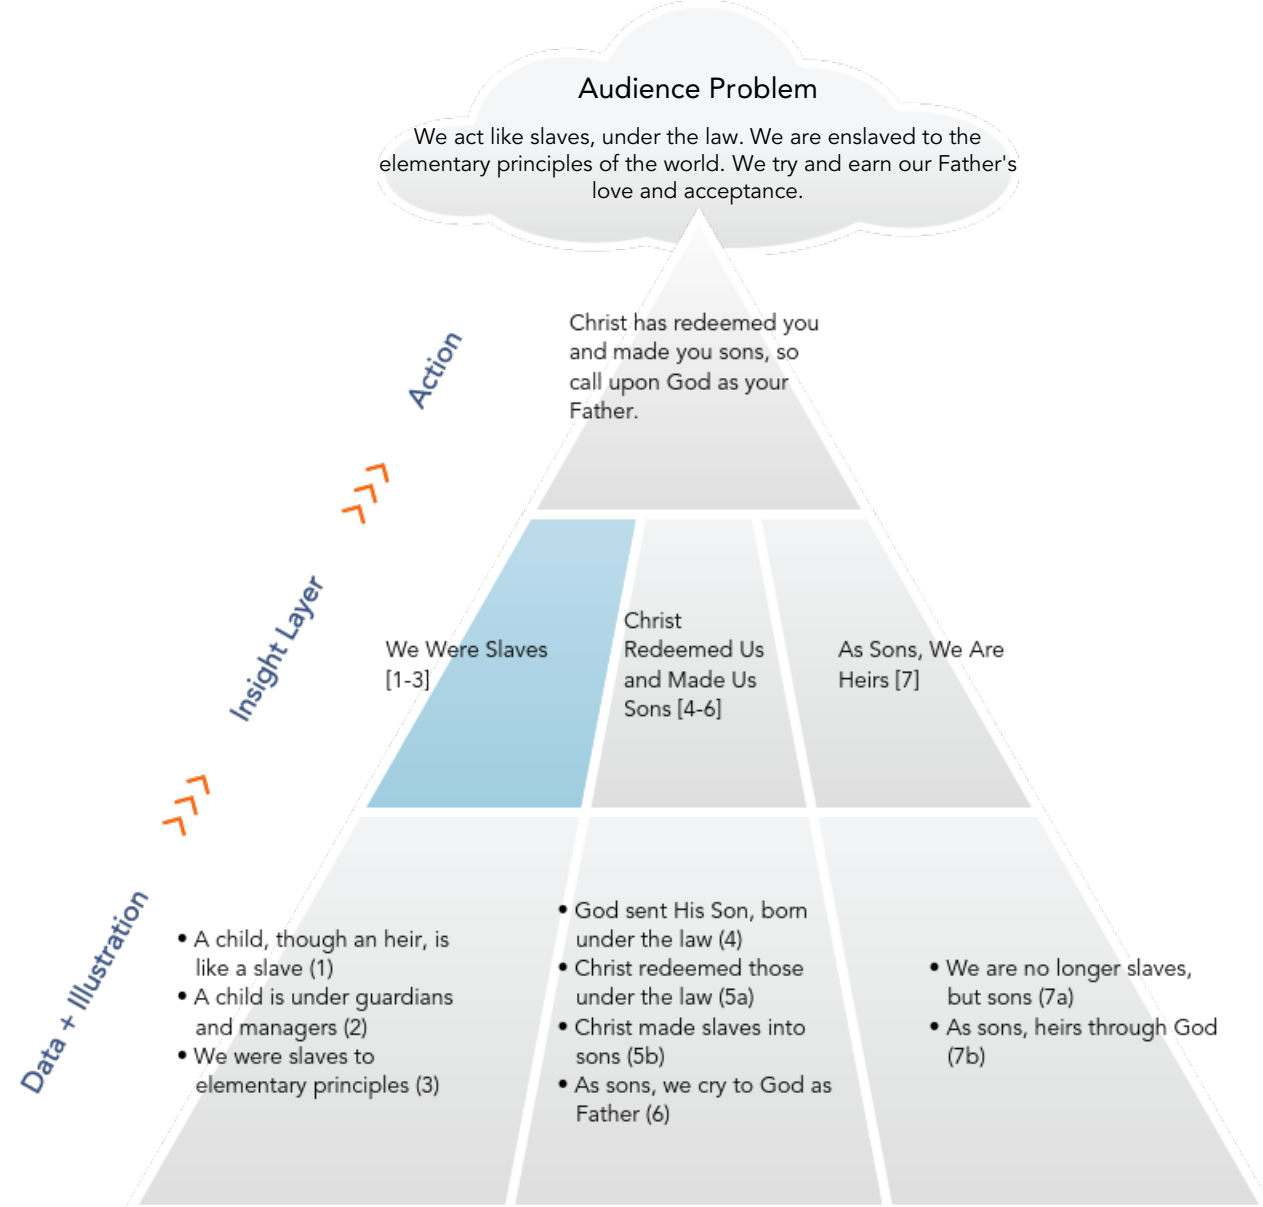 Audience Problem
We act like slaves, under the law. We are enslaved to the
elementary principles of the world. We try and earn our Father's
love and acceptance.
Action
Christ has redeemed you
and made you sons, so
call upon God as your
Father.
Insight Layer
We Were Slaves
[1-3]
Christ
Redeemed Us
and Made Us
Sons [4-6]
As Sons, We Are
Heirs [7]
Data + Illustration
• A child, though an heir, is
like a slave (1)
• A child is under guardians
and managers (2)
• We were slaves to
elementary principles (3)
• God sent His Son, born
under the law (4)
• Christ redeemed those
under the law (5a)
• Christ made slaves into
sons (5b)
• As sons, we cry to God as
Father (6)
• We are no longer slaves,
but sons (7a)
• As sons, heirs through God
(7b)